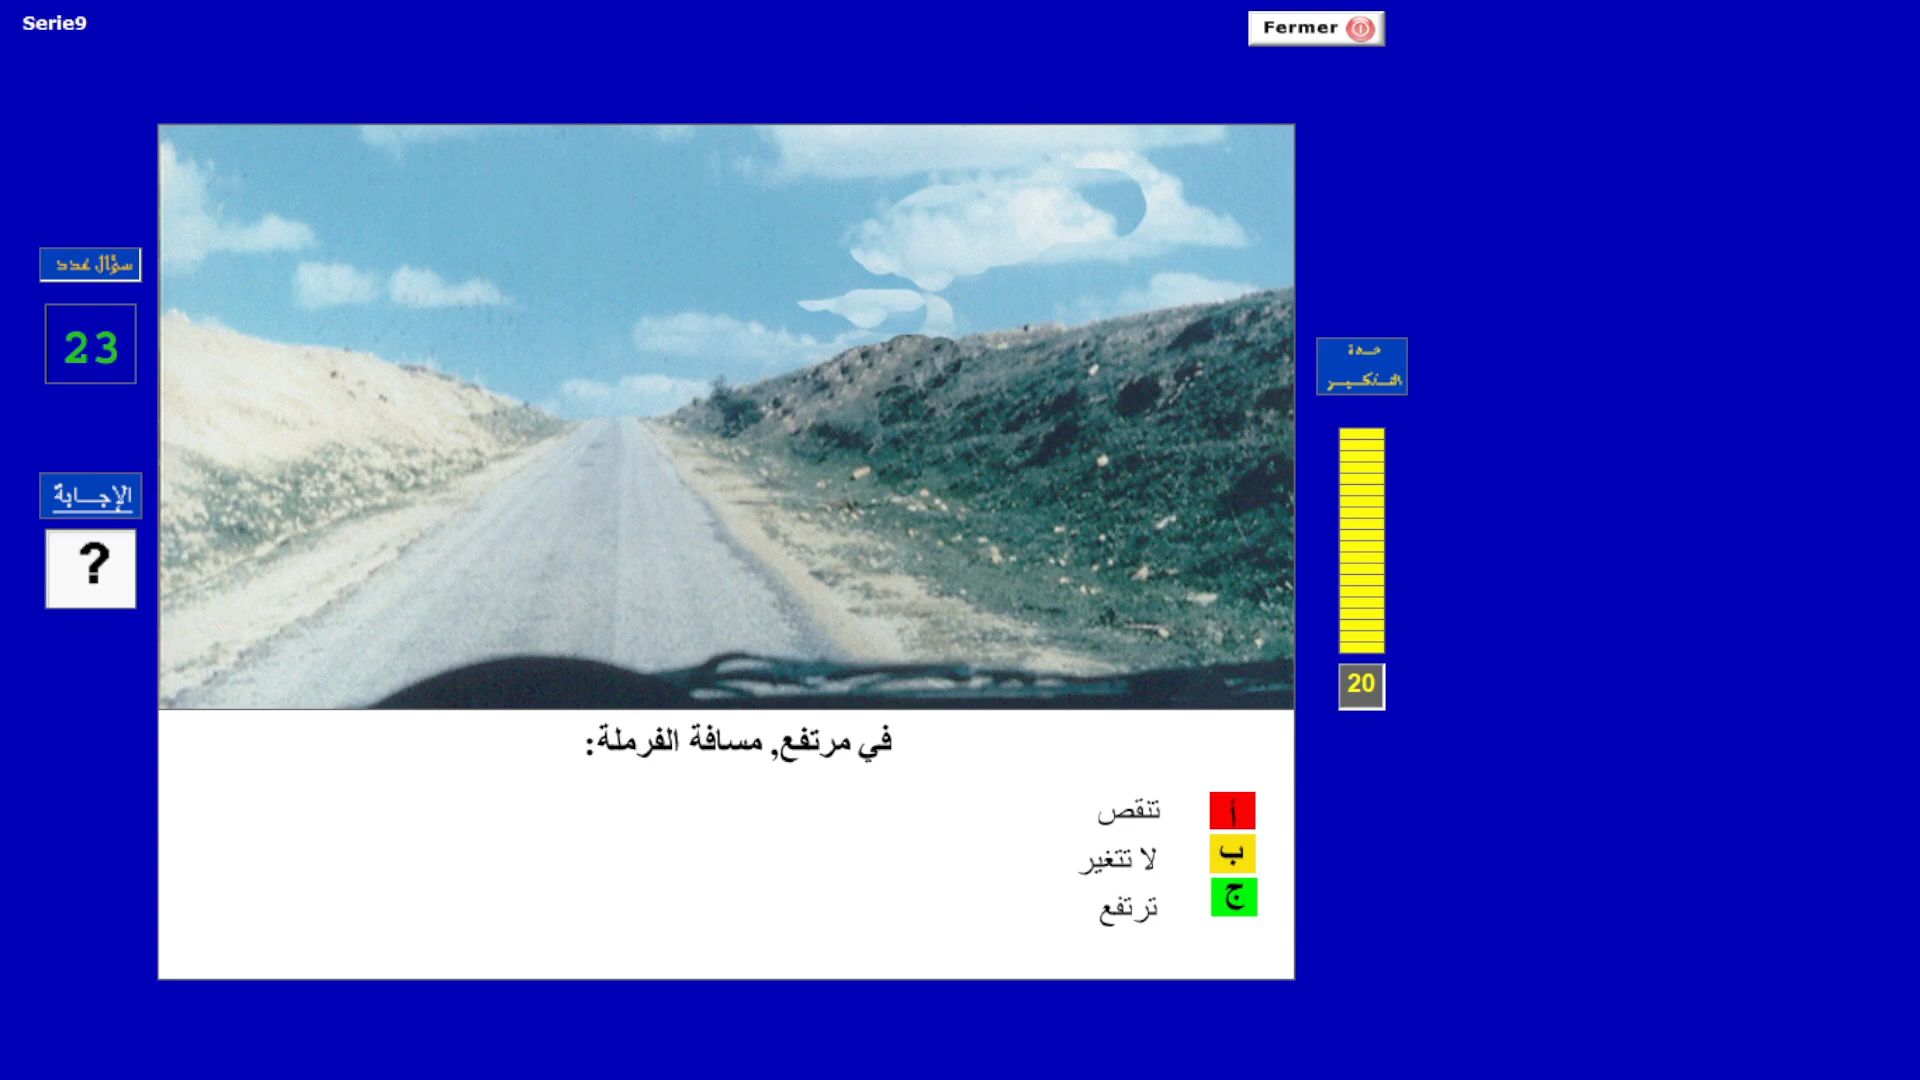 Serie9
Fermer
سؤال عدد
23
الإجابة
?
مدة
التفكير
20
في مرتفع, مسافة الفرملة:
أ تنقص
ب لا تتغير
ج ترتفع